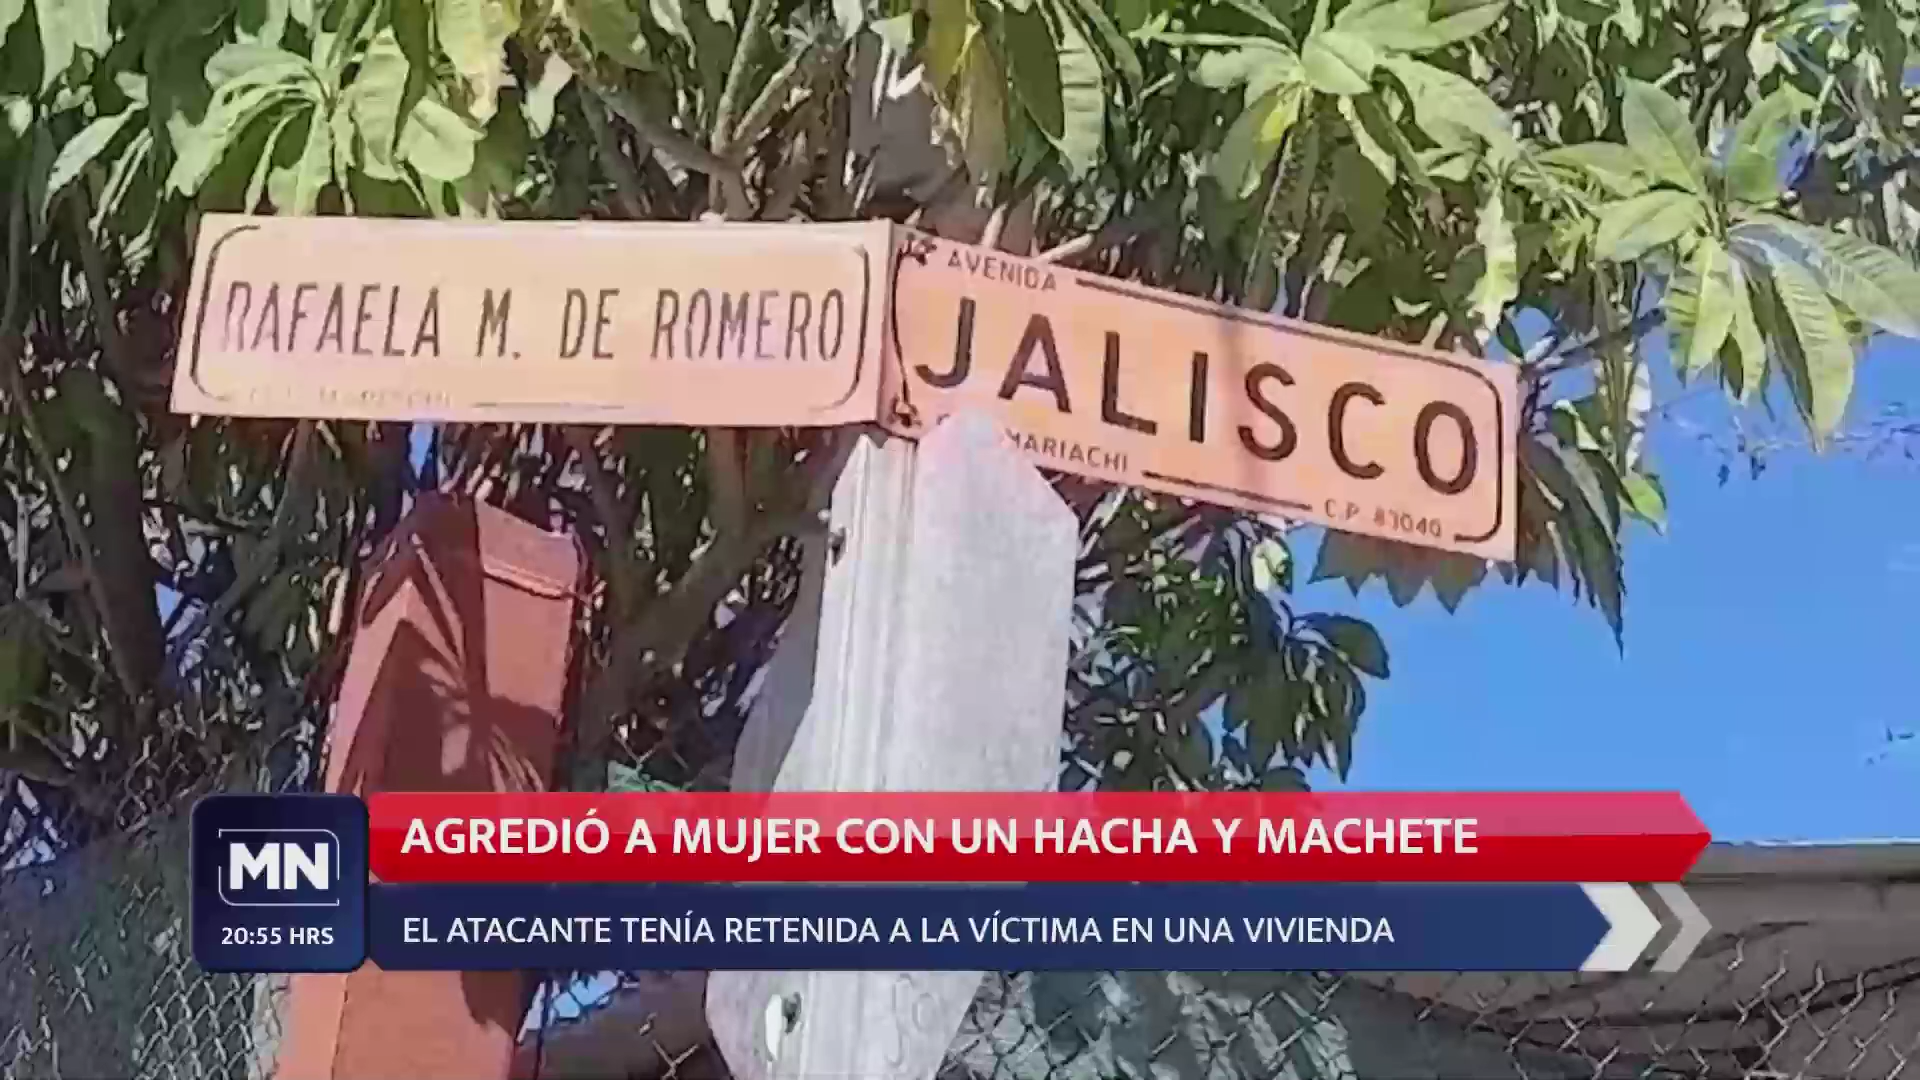 RAFAELA M. DE ROMERO
AVENIDA
JALISCO
MARIACHI
C.P. 83040
MN
20:55 HRS
AGREDIÓ A MUJER CON UN HACHA Y MACHETE
EL ATACANTE TENÍA RETENIDA A LA VÍCTIMA EN UNA VIVIENDA